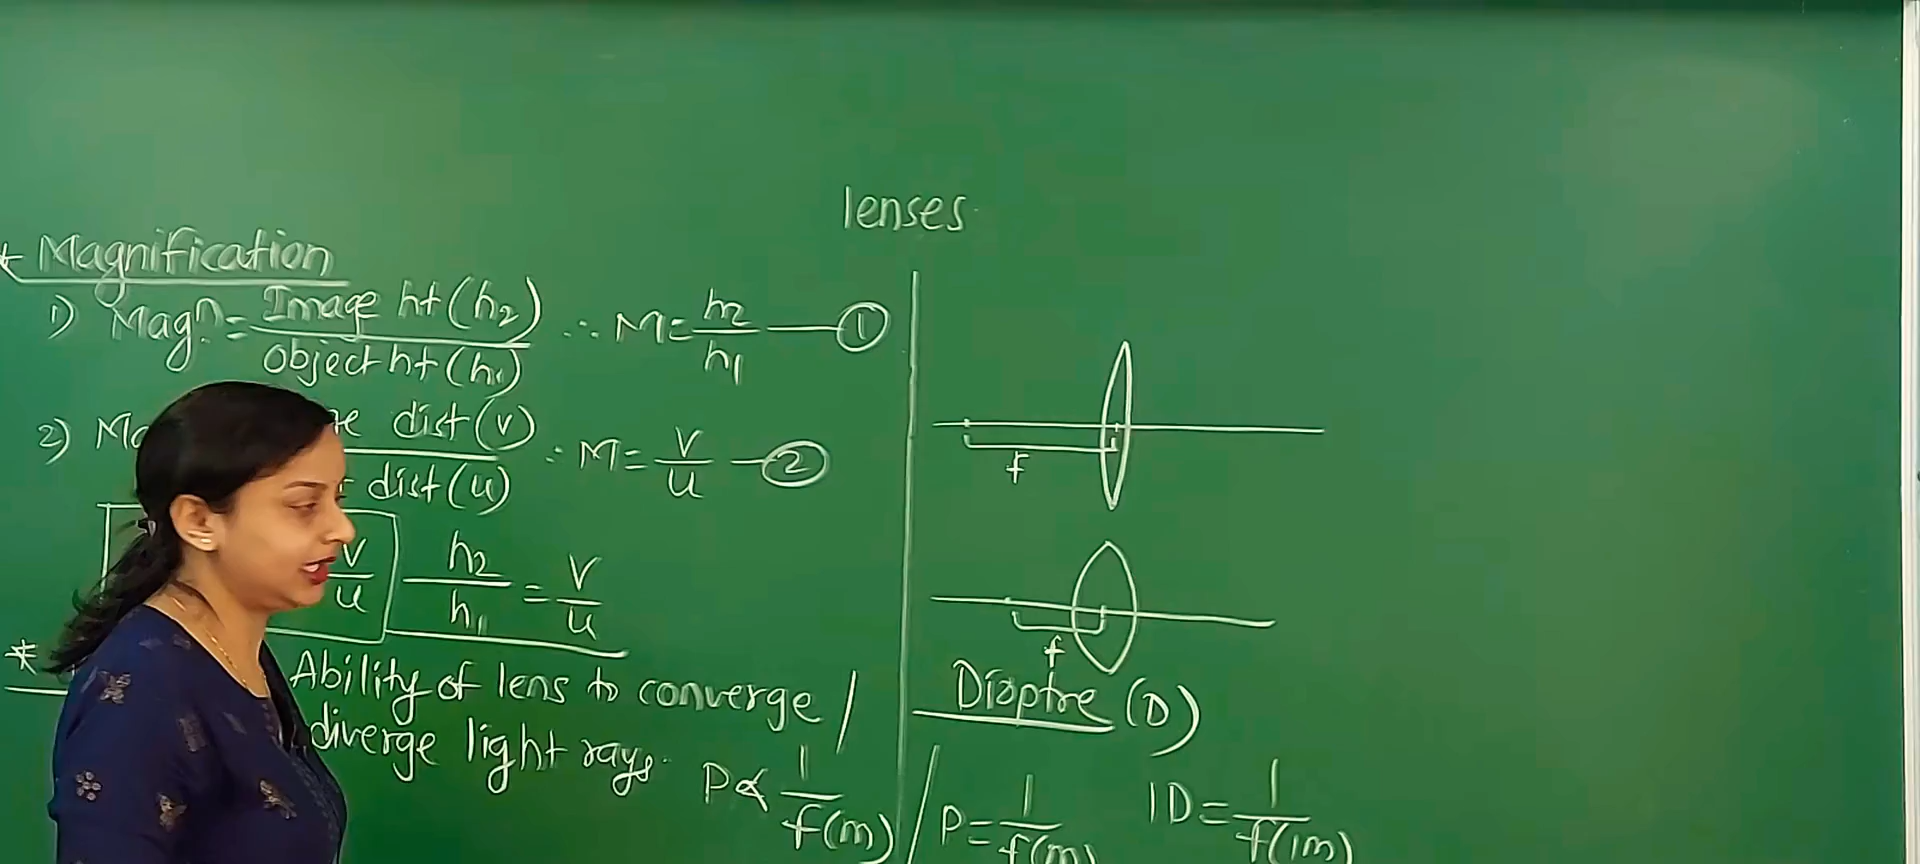 lenses
Magnification
1) Magn. = Image ht (h2) / object ht (h1) ∴ M = h2 / h1 — 1
2) dist (v) / dist (u) ∴ M = v / u — 2
v / u
h2 / h1 = v / u
f
f
* Ability of lens to converge /
diverge light rays.
Dioptre (D)
P ∝ 1 / f(m)
P = 1 / f(m)
1D = 1 / f(1m)